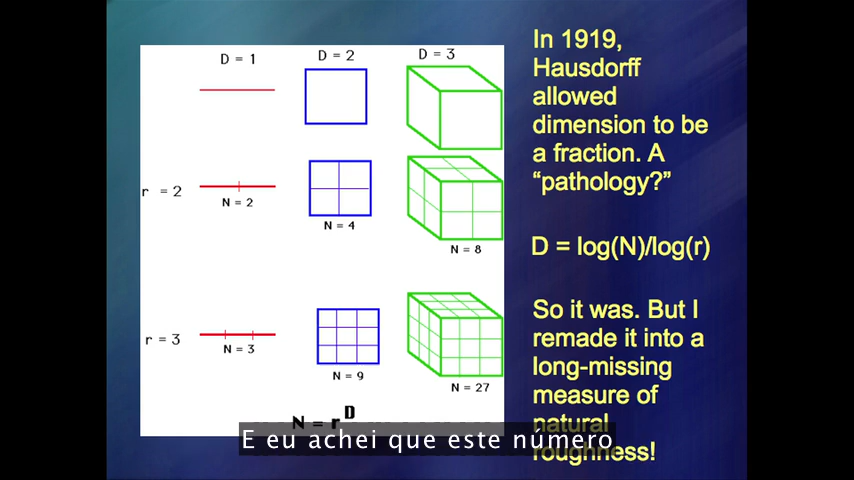 D = 1
D = 2
D = 3
r = 2
N = 2
N = 4
N = 8
r = 3
N = 3
N = 9
N = 27
N = r^D
In 1919,
Hausdorff
allowed
dimension to be
a fraction. A
“pathology?”
D = log(N)/log(r)
So it was. But I
remade it into a
long-missing
measure of
natural
roughness!
E eu achei que este número